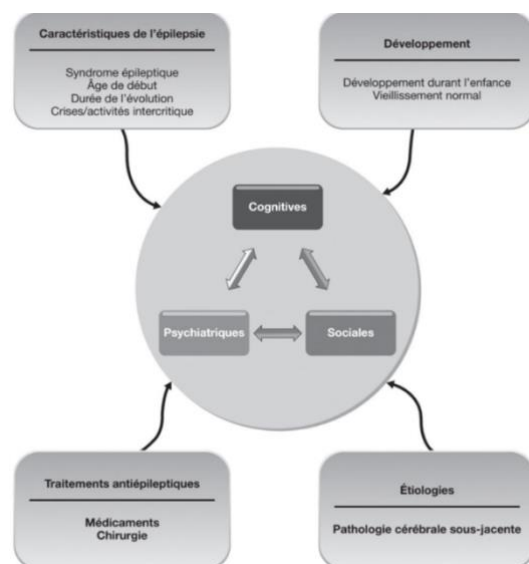 Caractéristiques de l'épilepsie
Syndrome épileptique
Âge de début
Durée de l'évolution
Crises/activités intercritique
Développement
Développement durant l'enfance
Vieillissement normal
Cognitives
Psychiatriques
Sociales
Traitements antiépileptiques
Médicaments
Chirurgie
Étiologies
Pathologie cérébrale sous-jacente